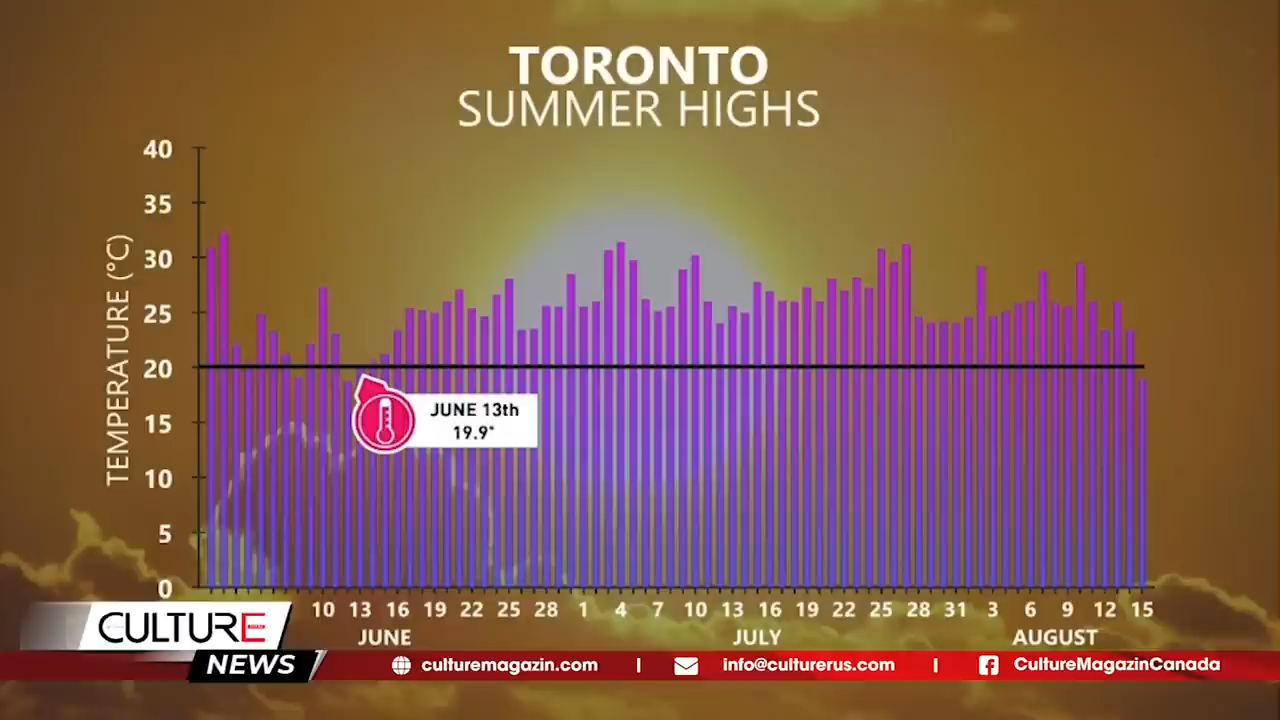 TORONTO
SUMMER HIGHS
TEMPERATURE (°C)
40
35
30
25
20
15
10
5
0
JUNE 13th
19.9°
10 13 16 19 22 25 28 1 4 7 10 13 16 19 22 25 28 31 3 6 9 12 15
JUNE JULY AUGUST
CULTURE
NEWS
culturemagazin.com | info@culturerus.com | CultureMagazinCanada